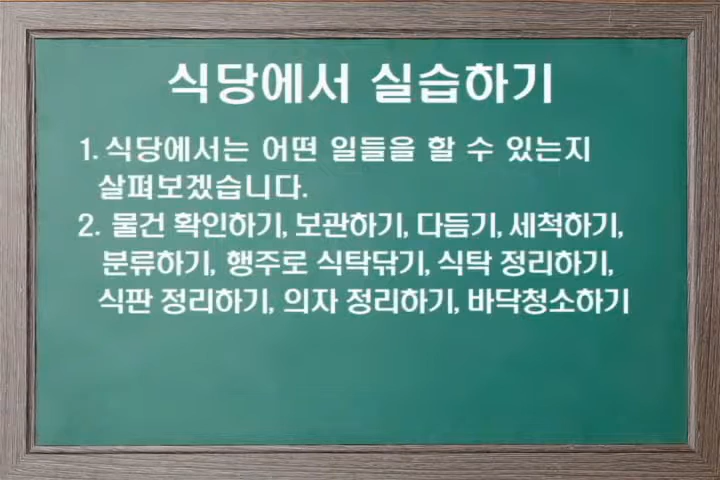 식당에서 실습하기
1. 식당에서는 어떤 일들을 할 수 있는지
살펴보겠습니다.
2. 물건 확인하기, 보관하기, 다듬기, 세척하기,
분류하기, 행주로 식탁닦기, 식탁 정리하기,
식판 정리하기, 의자 정리하기, 바닥청소하기